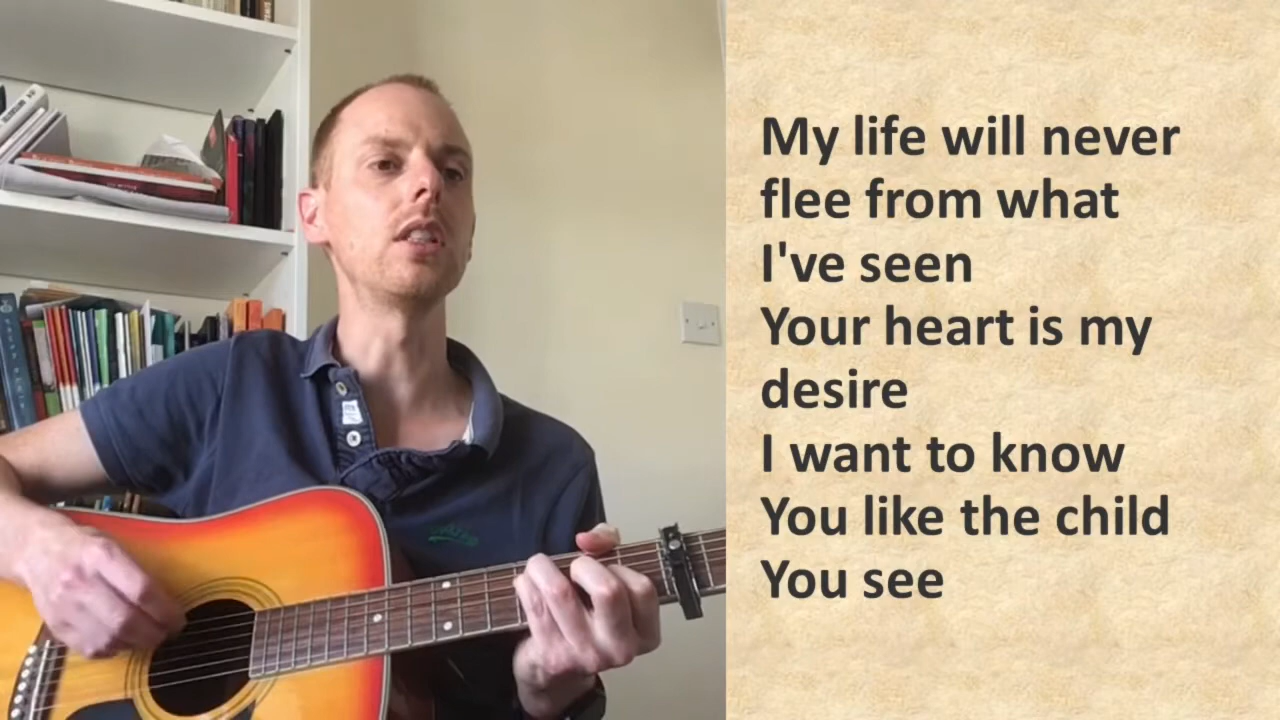 My life will never
flee from what
I've seen
Your heart is my
desire
I want to know
You like the child
You see